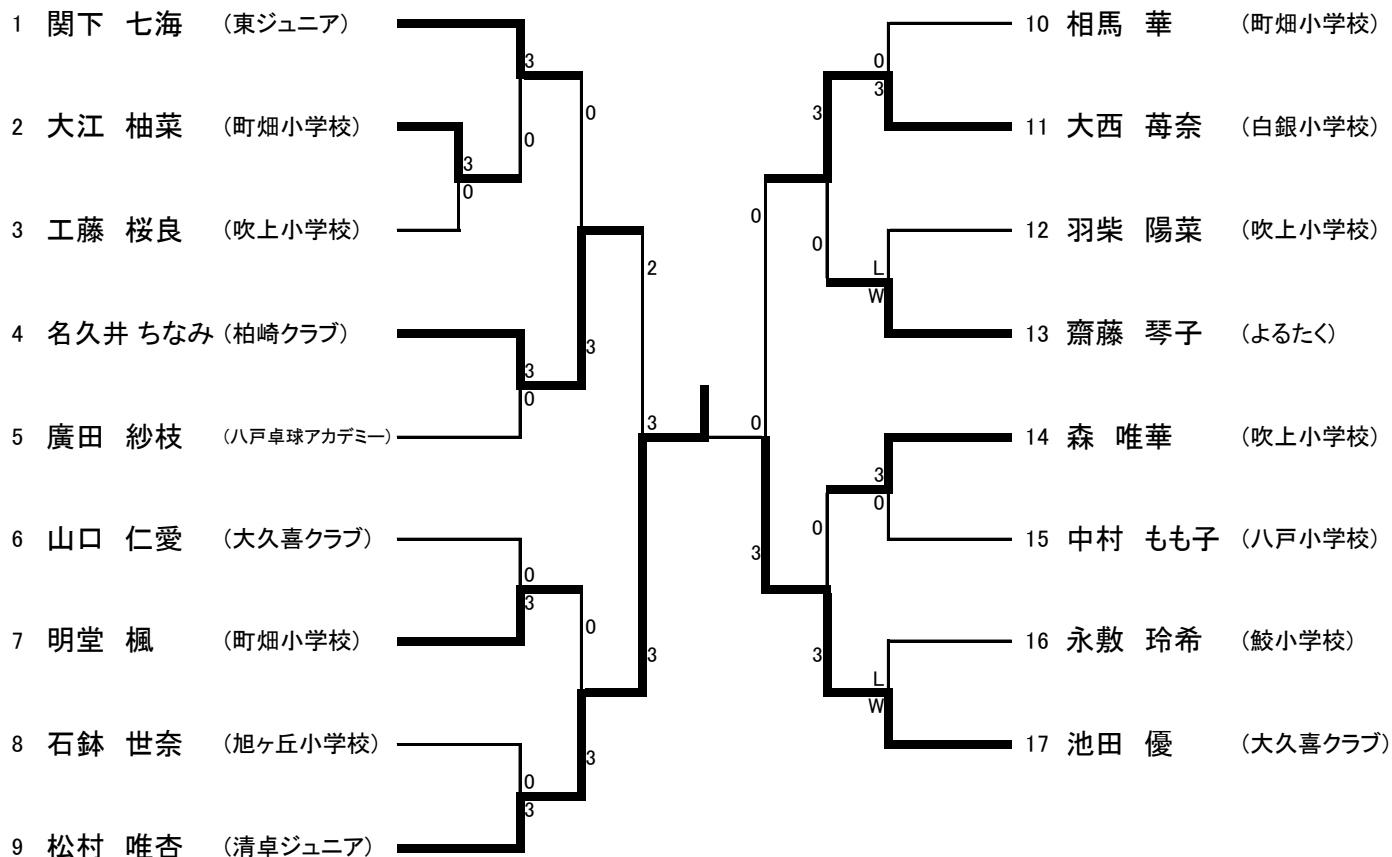 1 関下 七海 (東ジュニア)
2 大江 柚菜 (町畑小学校)
3 工藤 桜良 (吹上小学校)
4 名久井 ちなみ (柏崎クラブ)
5 廣田 紗枝 (八戸卓球アカデミー)
6 山口 仁愛 (大久喜クラブ)
7 明堂 楓 (町畑小学校)
8 石鉢 世奈 (旭ヶ丘小学校)
9 松村 唯杏 (清卓ジュニア)
3
0
3
0
0
3
0
3
2
0
3
0
0
3
3
3
3
0
0
3
0
3
3
0
L
W
0
3
0
0
3
L
W
10 相馬 華 (町畑小学校)
11 大西 苺奈 (白銀小学校)
12 羽柴 陽菜 (吹上小学校)
13 齋藤 琴子 (よるたく)
14 森 唯華 (吹上小学校)
15 中村 もも子 (八戸小学校)
16 永敷 玲希 (鮫小学校)
17 池田 優 (大久喜クラブ)